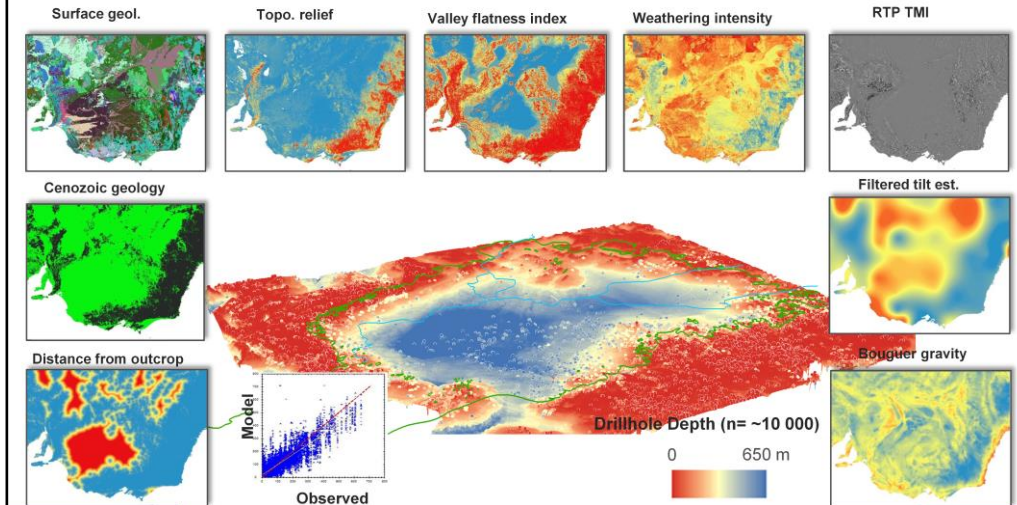 Surface geol.
Topo. relief
Valley flatness index
Weathering intensity
RTP TMI
Cenozoic geology
Filtered tilt est.
Distance from outcrop
Bouguer gravity
Model
Observed
Drillhole Depth (n= ~10 000)
0
650 m